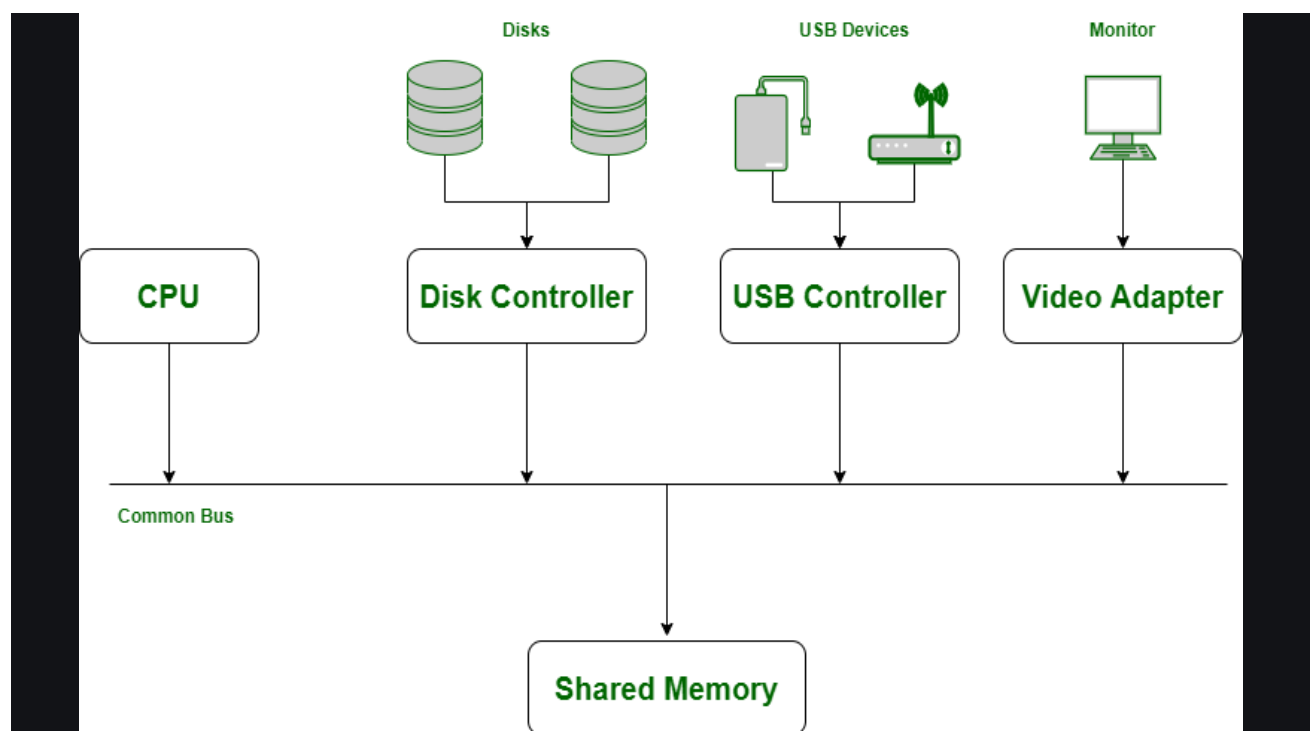 Disks
USB Devices
Monitor
CPU
Disk Controller
USB Controller
Video Adapter
Common Bus
Shared Memory